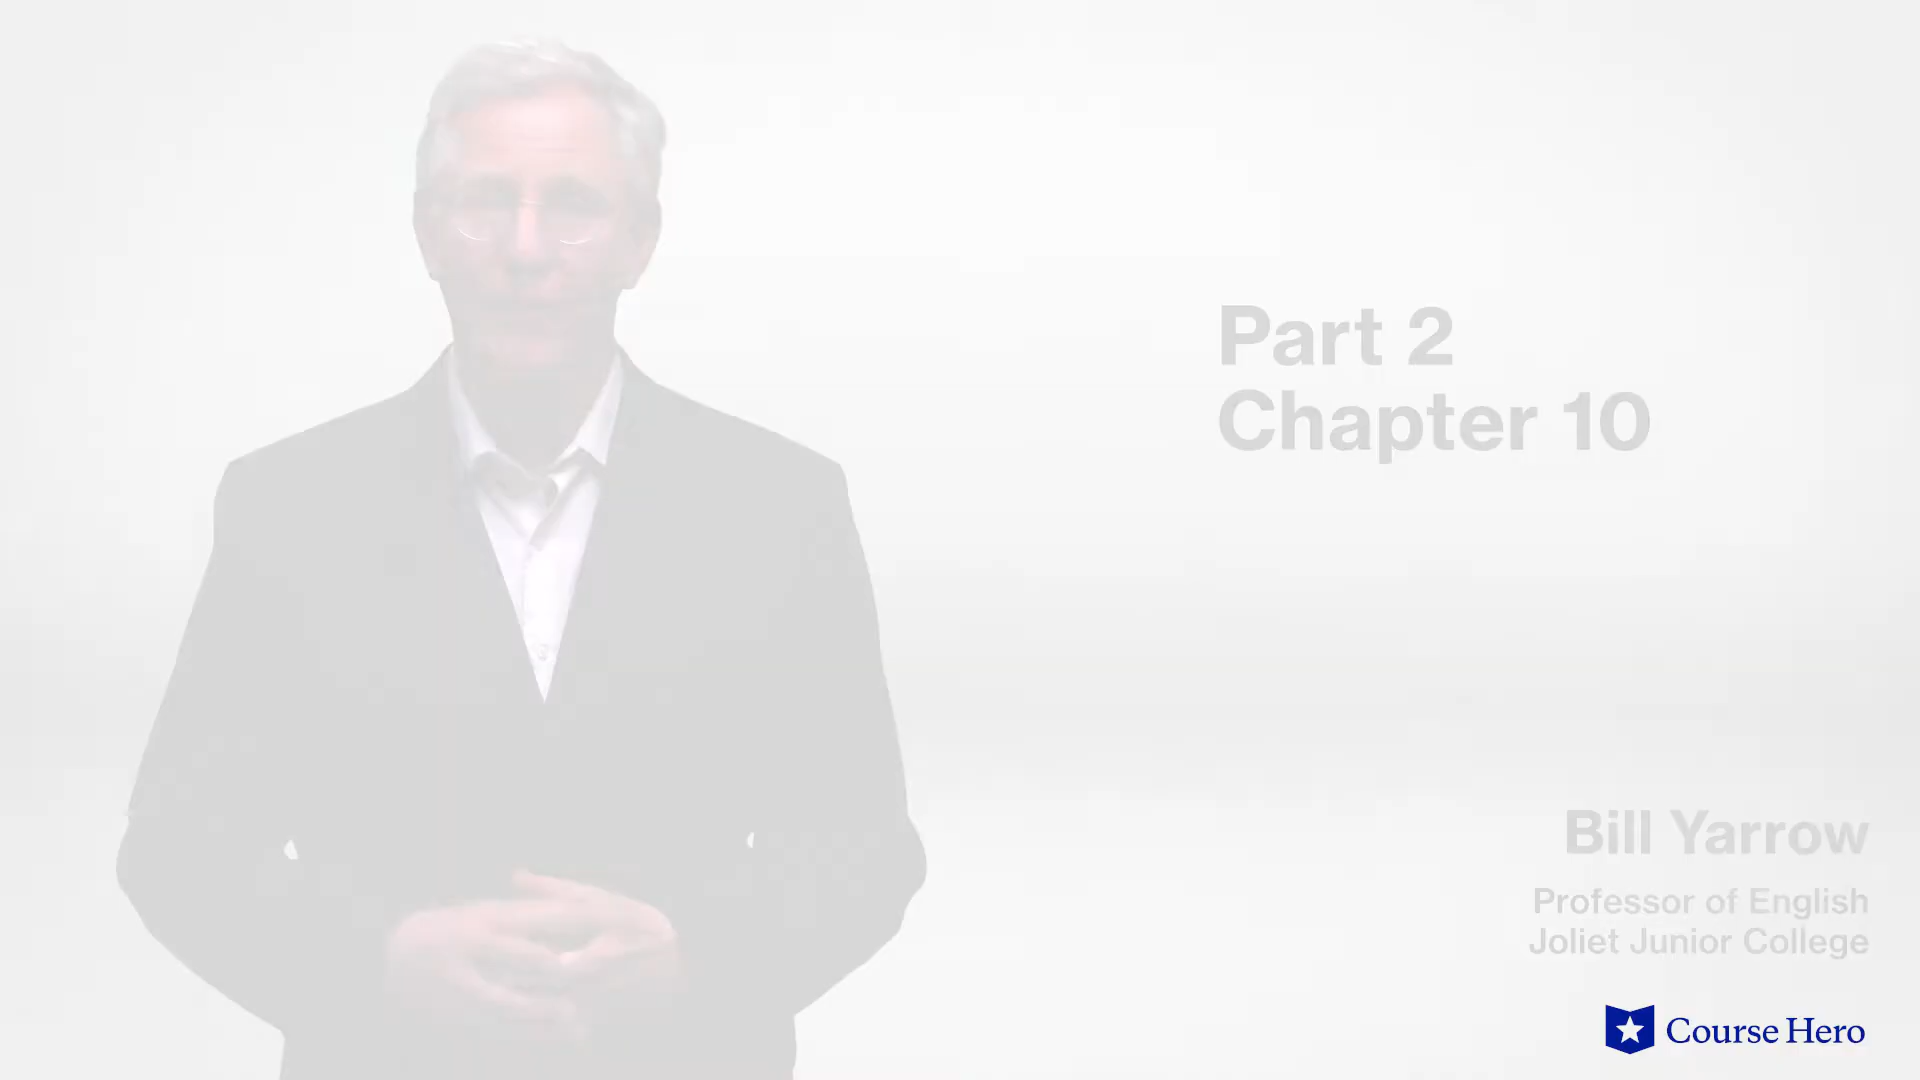 Part 2
Chapter 10
Bill Yarrow
Professor of English
Joliet Junior College
Course Hero